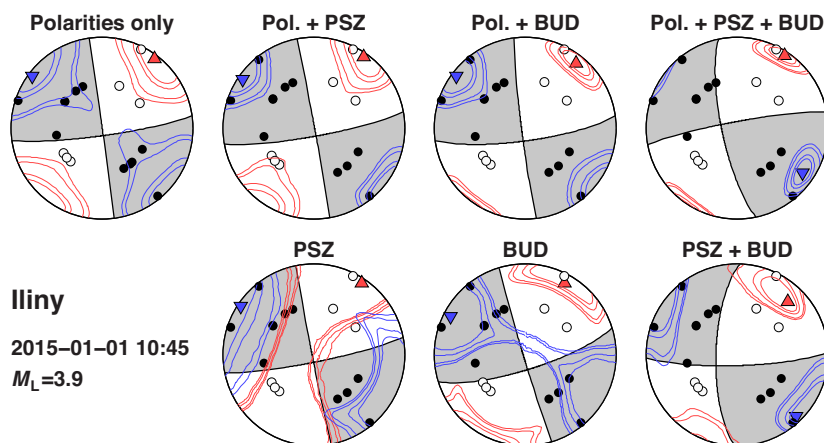 Polarities only
Pol. + PSZ
Pol. + BUD
Pol. + PSZ + BUD
PSZ
BUD
PSZ + BUD
Iliny
2015−01−01 10:45
ML=3.9